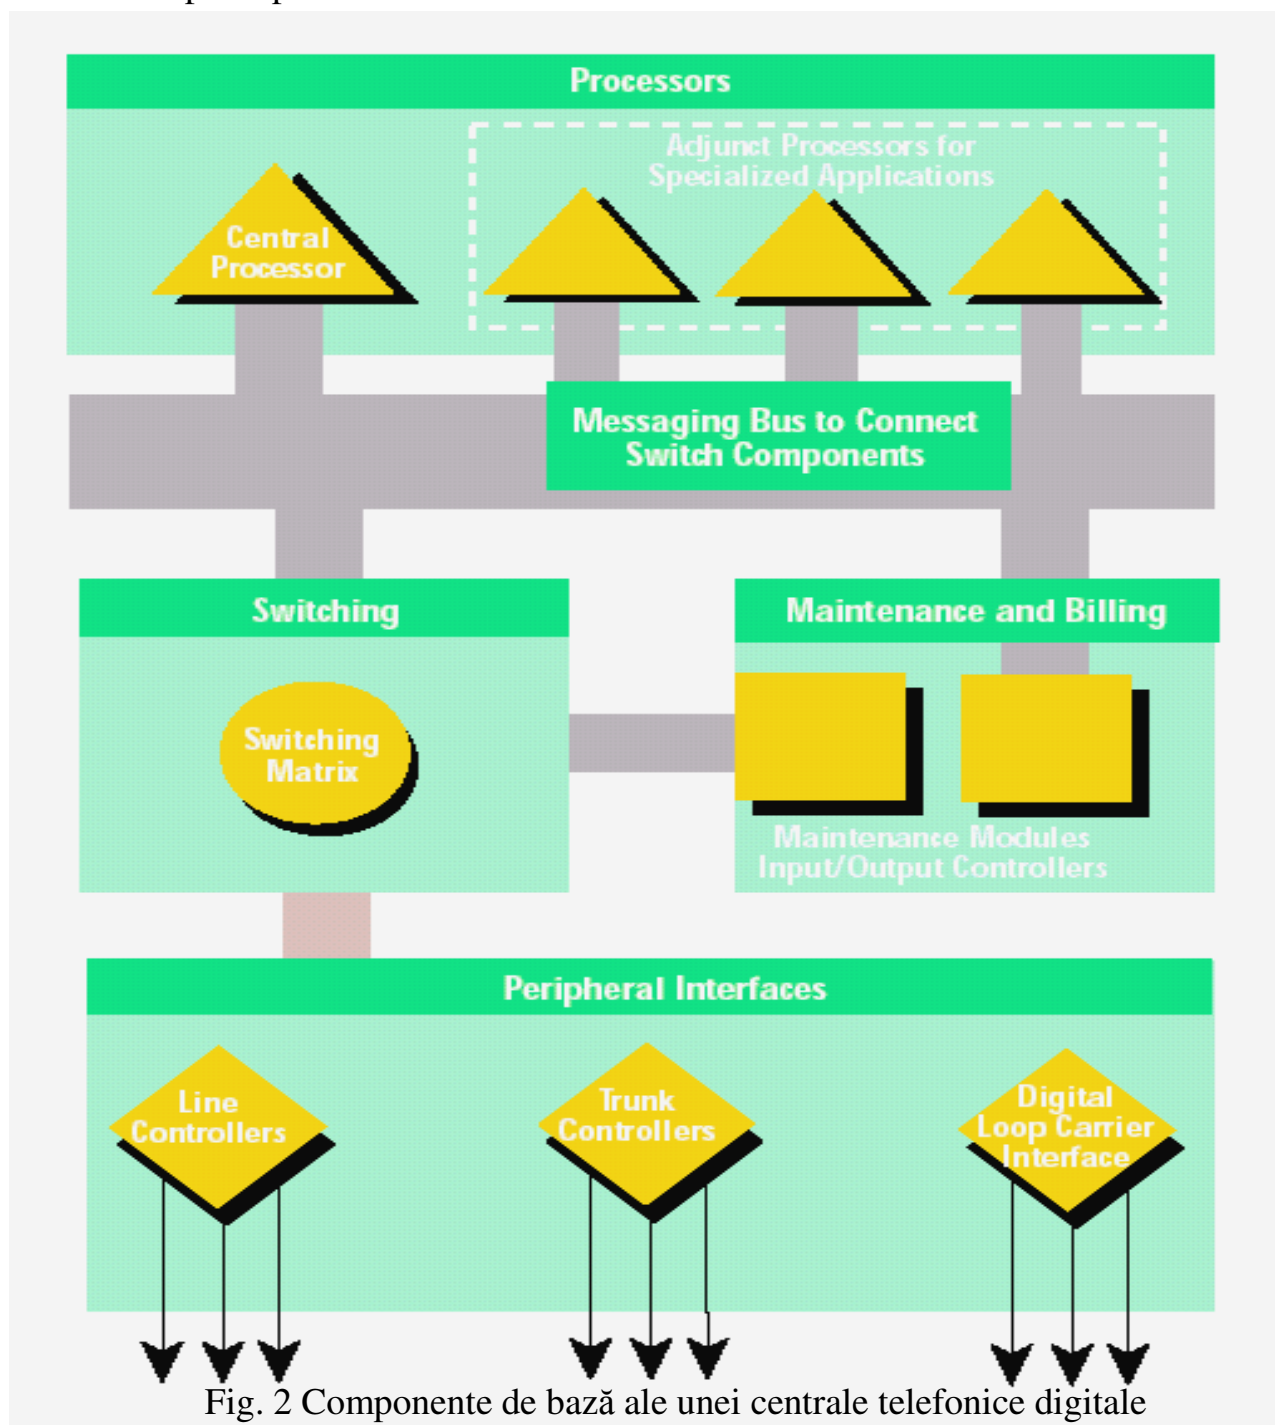 Processors
Adjunct Processors for
Specialized Applications
Central
Processor
Messaging Bus to Connect
Switch Components
Switching
Maintenance and Billing
Switching
Matrix
Maintenance Modules
Input/Output Controllers
Peripheral Interfaces
Line
Controllers
Trunk
Controllers
Digital
Loop Carrier
Interface
Fig. 2 Componente de bază ale unei centrale telefonice digitale